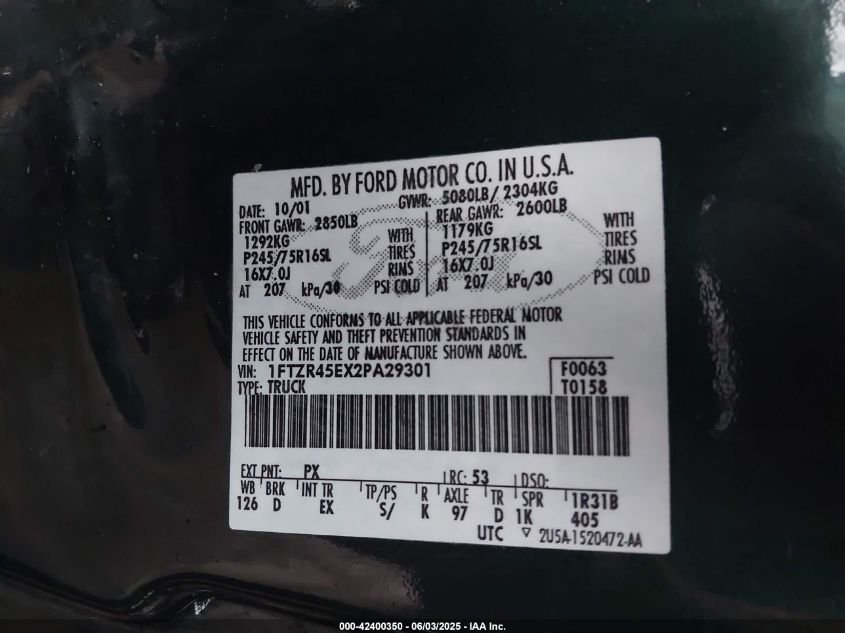 MFD. BY FORD MOTOR CO. IN U.S.A.
DATE: 10/01 GVWR: 5080LB/ 2304KG
FRONT GAWR: 2850LB REAR GAWR: 2600LB
1292KG WITH 1179KG WITH
P245/75R16SL TIRES P245/75R16SL TIRES
16X7.0J RIMS 16X7.0J RIMS
AT 207 kPa/30 PSI COLD AT 207 kPa/30 PSI COLD
THIS VEHICLE CONFORMS TO ALL APPLICABLE FEDERAL MOTOR
VEHICLE SAFETY AND THEFT PREVENTION STANDARDS IN
EFFECT ON THE DATE OF MANUFACTURE SHOWN ABOVE.
VIN: 1FTZR45EX2PA29301 F0063
TYPE: TRUCK T0158
EXT PNT: PX RC: 53 DSO:
WB BRK INT TR TP/PS R AXLE TR SPR 1R31B
126 D EX S/ K 97 D 1K 405
UTC ▽ 2U5A-1520472-AA
000-42400350 - 06/03/2025 - IAA Inc.